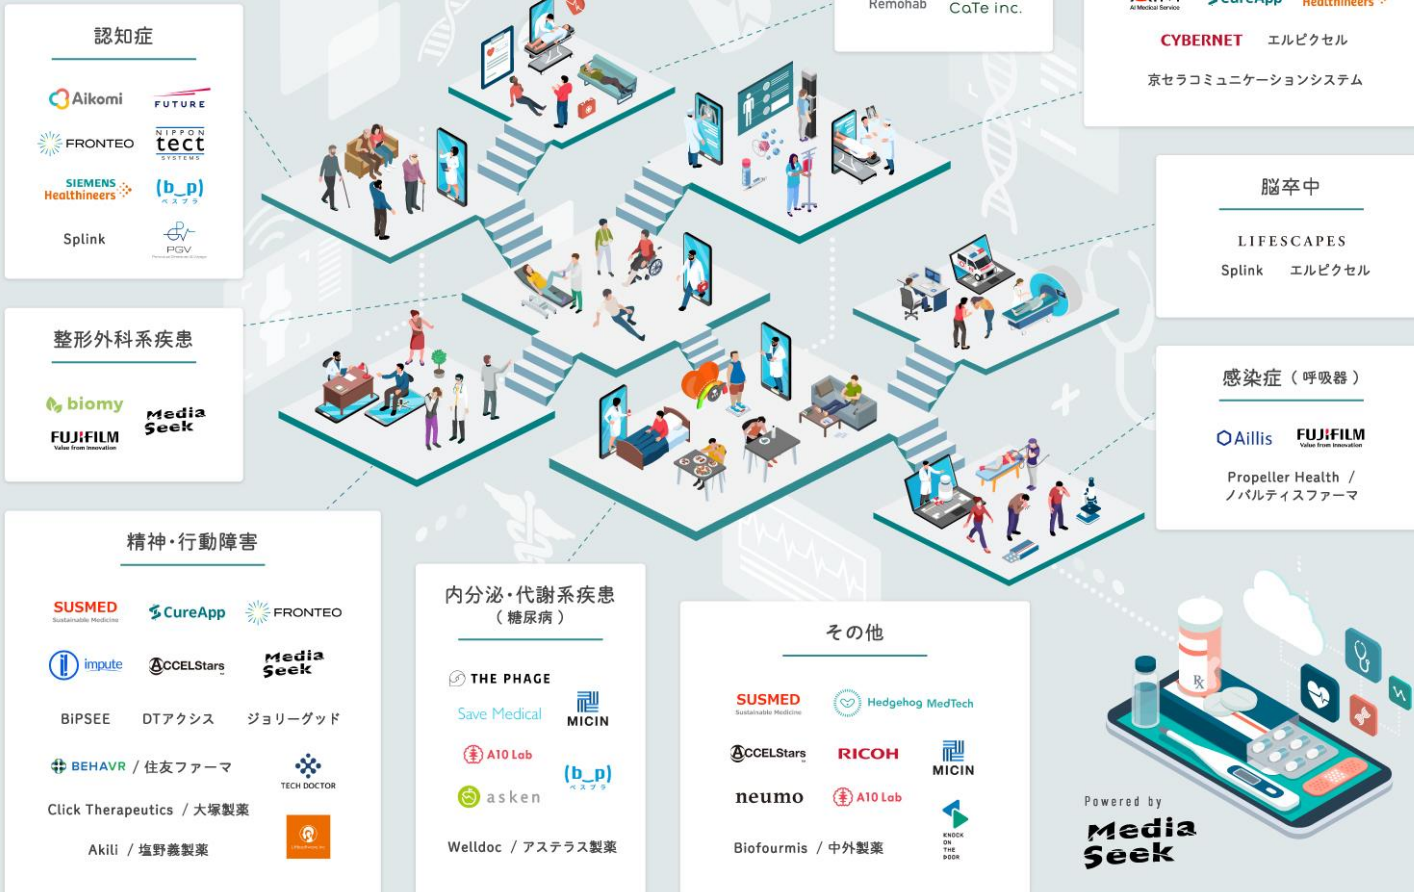 認知症
Aikomi
FUTURE
FRONTEO
NIPPON
tect
SYSTEMS
SIEMENS
Healthineers
(b_p)
ベスプラ
Splink
PGV
整形外科系疾患
biomy
Media
Seek
FUJIFILM
Value from Innovation
精神・行動障害
SUSMED
Sustainable Medicine
CureApp
FRONTEO
impute
ACCELStars
Media
Seek
BiPSEE
DTアクシス
ジョリーグッド
BEHAVR / 住友ファーマ
TECH DOCTOR
Click Therapeutics / 大塚製薬
Akili / 塩野義製薬
内分泌・代謝系疾患
（糖尿病）
THE PHAGE
Save Medical
MICIN
A10 Lab
(b_p)
ベスプラ
asken
Welldoc / アステラス製薬
その他
SUSMED
Sustainable Medicine
Hedgehog MedTech
ACCELStars
RICOH
MICIN
neumo
A10 Lab
KNOCK
ON
THE
DOOR
Biofourmis / 中外製薬
Remohab
CaTe inc.
AI Medical Service
CureApp
Healthineers
CYBERNET
エルピクセル
京セラコミュニケーションシステム
脳卒中
LIFESCAPES
Splink
エルピクセル
感染症（呼吸器）
Aillis
FUJIFILM
Value from Innovation
Propeller Health /
ノバルティスファーマ
Rx
Powered by
Media
Seek